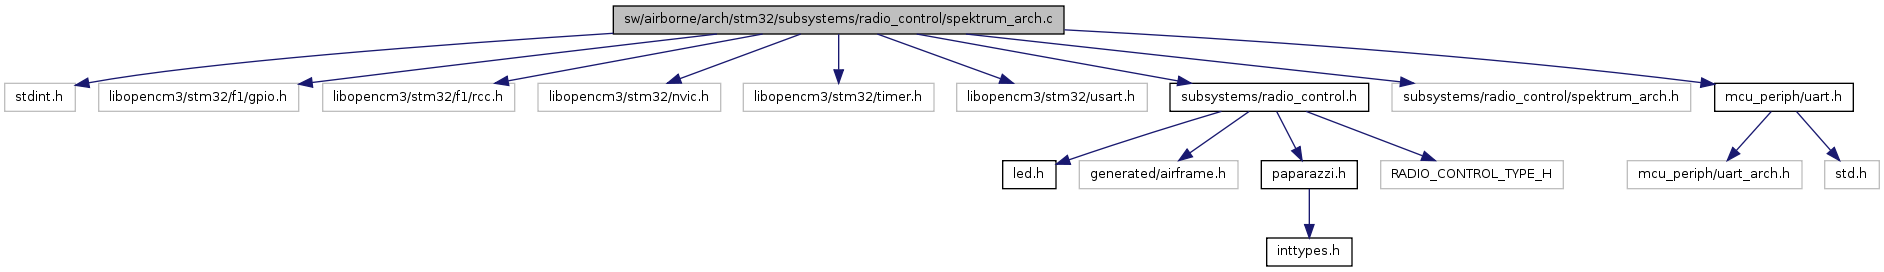 sw/airborne/arch/stm32/subsystems/radio_control/spektrum_arch.c
stdint.h
libopencm3/stm32/f1/gpio.h
libopencm3/stm32/f1/rcc.h
libopencm3/stm32/nvic.h
libopencm3/stm32/timer.h
libopencm3/stm32/usart.h
subsystems/radio_control.h
subsystems/radio_control/spektrum_arch.h
mcu_periph/uart.h
led.h
generated/airframe.h
paparazzi.h
RADIO_CONTROL_TYPE_H
mcu_periph/uart_arch.h
std.h
inttypes.h